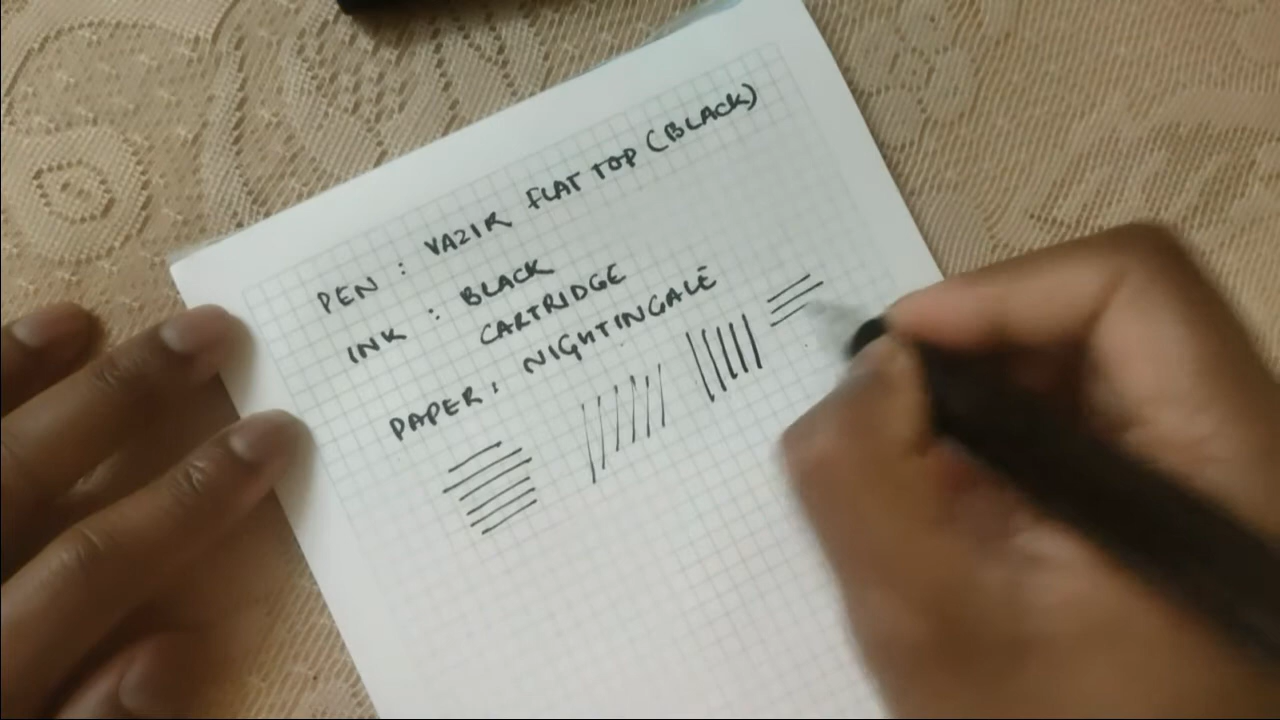 PEN : VAZIR FLAT TOP (BLACK)
INK : BLACK
CARTRIDGE
PAPER : NIGHTINGALE